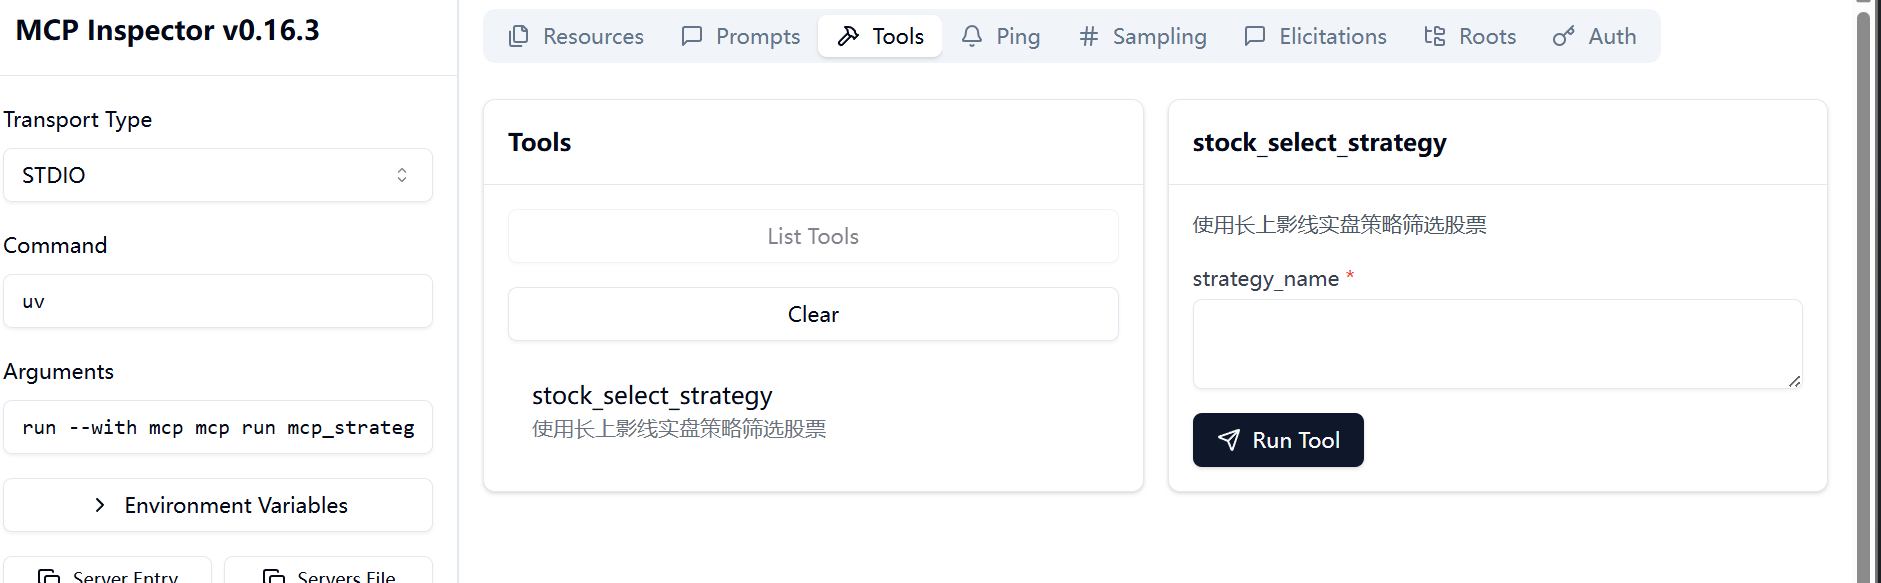 MCP Inspector v0.16.3
Transport Type
STDIO
Command
uv
Arguments
run --with mcp mcp run mcp_strateg
Environment Variables
Server Entry
Servers File
Resources
Prompts
Tools
Ping
Sampling
Elicitations
Roots
Auth
Tools
List Tools
Clear
stock_select_strategy
使用长上影线实盘策略筛选股票
stock_select_strategy
使用长上影线实盘策略筛选股票
strategy_name *
Run Tool